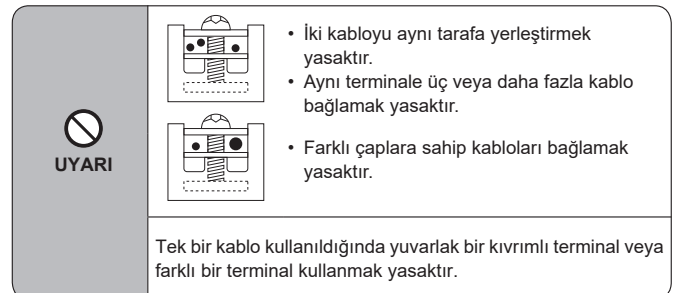 UYARI
• İki kabloyu aynı tarafa yerleştirmek
yasaktır.
• Aynı terminale üç veya daha fazla kablo
bağlamak yasaktır.
• Farklı çaplara sahip kabloları bağlamak
yasaktır.
Tek bir kablo kullanıldığında yuvarlak bir kıvrımlı terminal veya
farklı bir terminal kullanmak yasaktır.